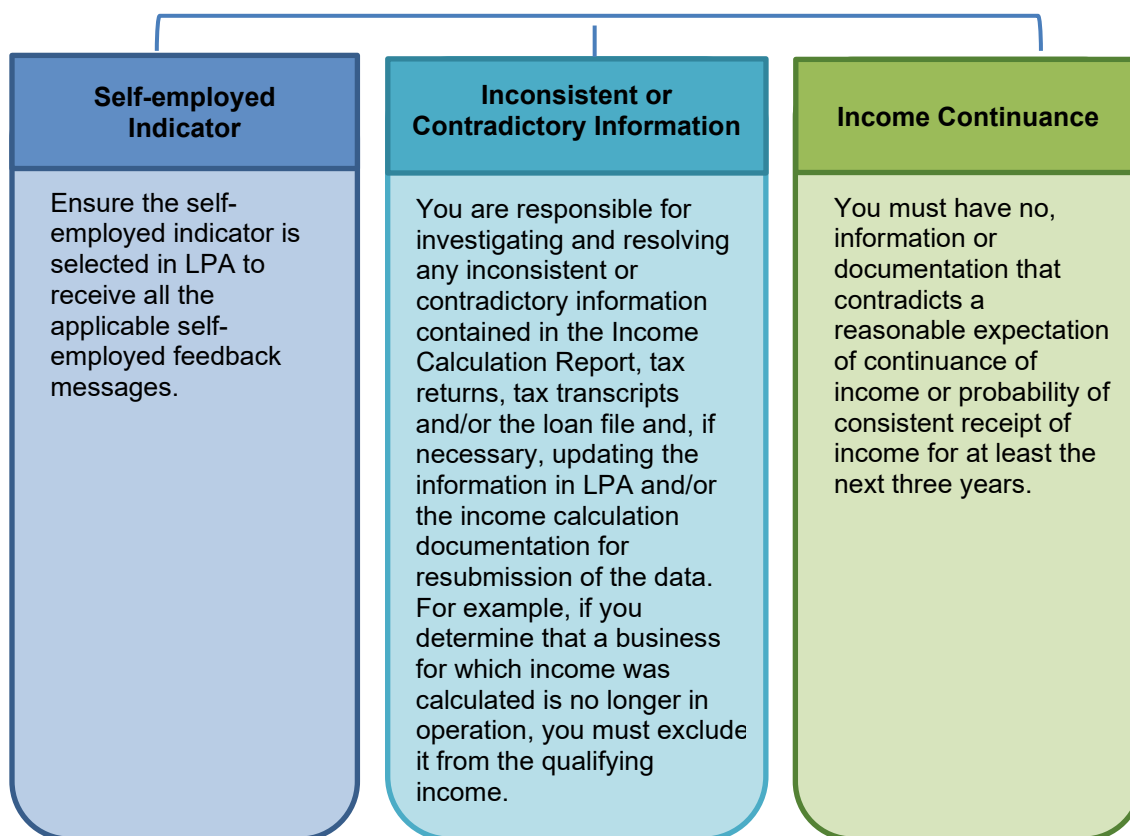 Self-employed
Indicator
Ensure the self-
employed indicator is
selected in LPA to
receive all the
applicable self-
employed feedback
messages.
Inconsistent or
Contradictory Information
You are responsible for
investigating and resolving
any inconsistent or
contradictory information
contained in the Income
Calculation Report, tax
returns, tax transcripts
and/or the loan file and, if
necessary, updating the
information in LPA and/or
the income calculation
documentation for
resubmission of the data.
For example, if you
determine that a business
for which income was
calculated is no longer in
operation, you must exclude
it from the qualifying
income.
Income Continuance
You must have no,
information or
documentation that
contradicts a
reasonable expectation
of continuance of
income or probability of
consistent receipt of
income for at least the
next three years.